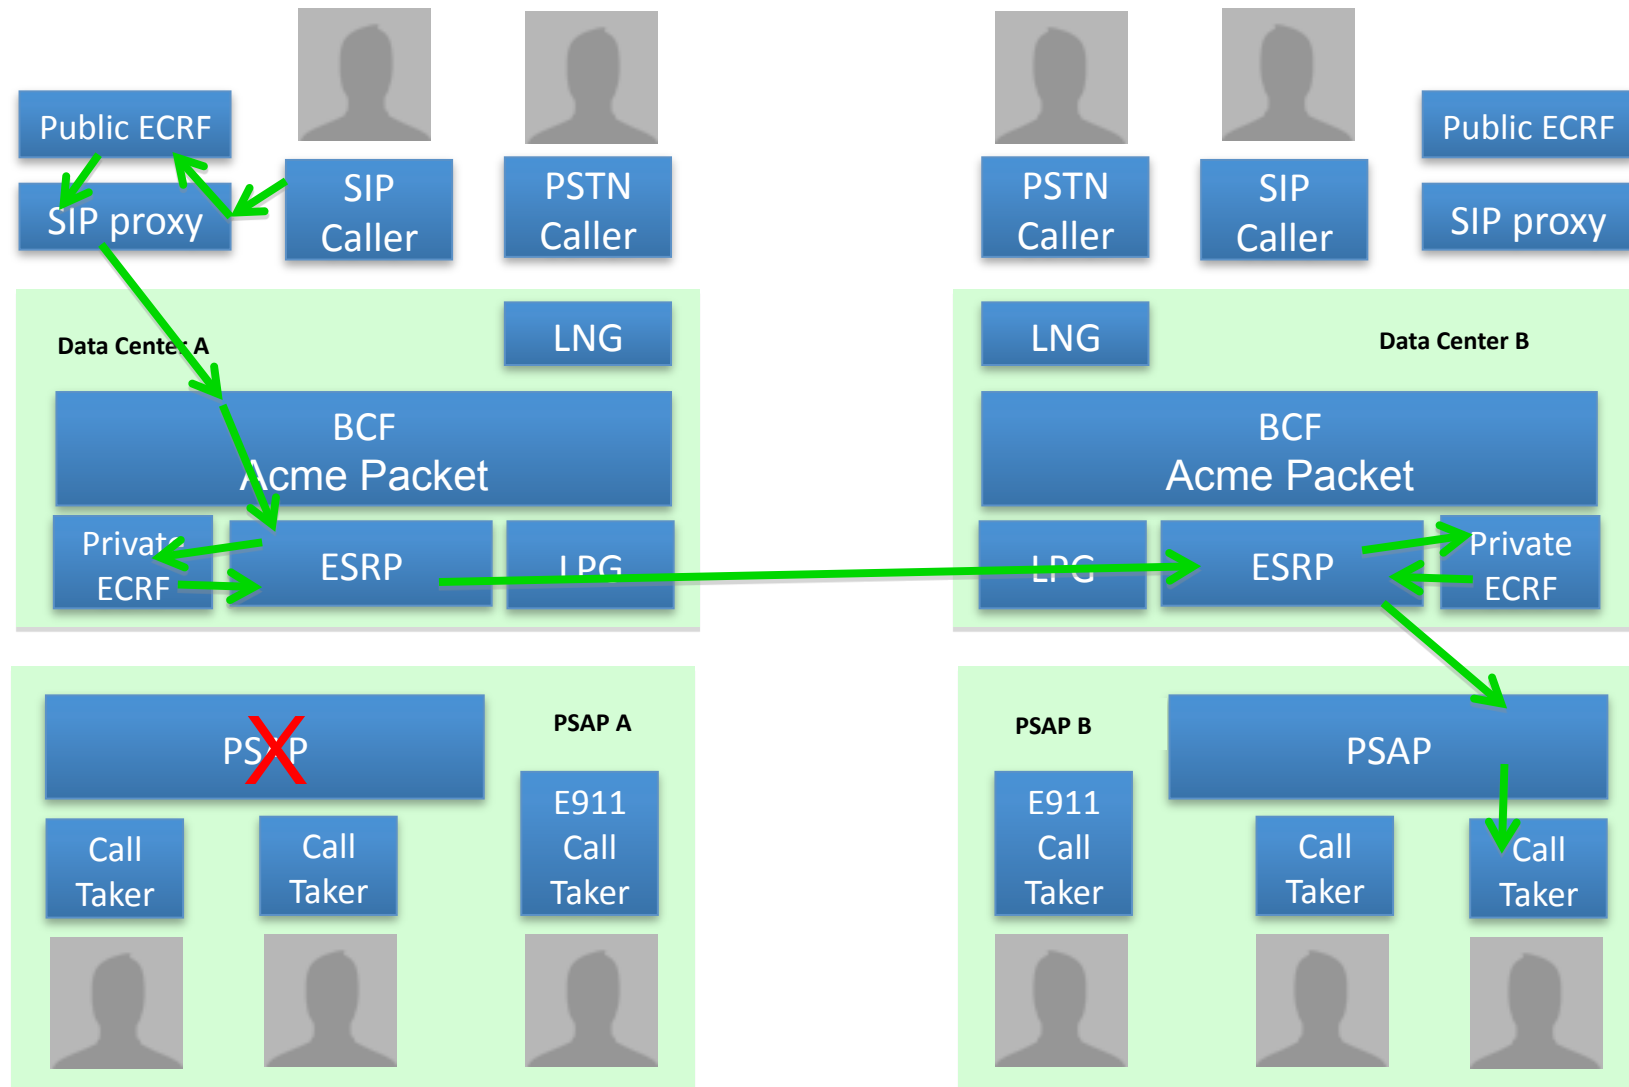 Public ECRF
SIP proxy
SIP
Caller
PSTN
Caller
PSTN
Caller
SIP
Caller
Public ECRF
SIP proxy
Data Center A
LNG
BCF
Acme Packet
Private
ECRF
ESRP
LPG
LNG
Data Center B
BCF
Acme Packet
LPG
ESRP
Private
ECRF
PSAP
X
PSAP A
Call
Taker
Call
Taker
E911
Call
Taker
PSAP B
PSAP
E911
Call
Taker
Call
Taker
Call
Taker